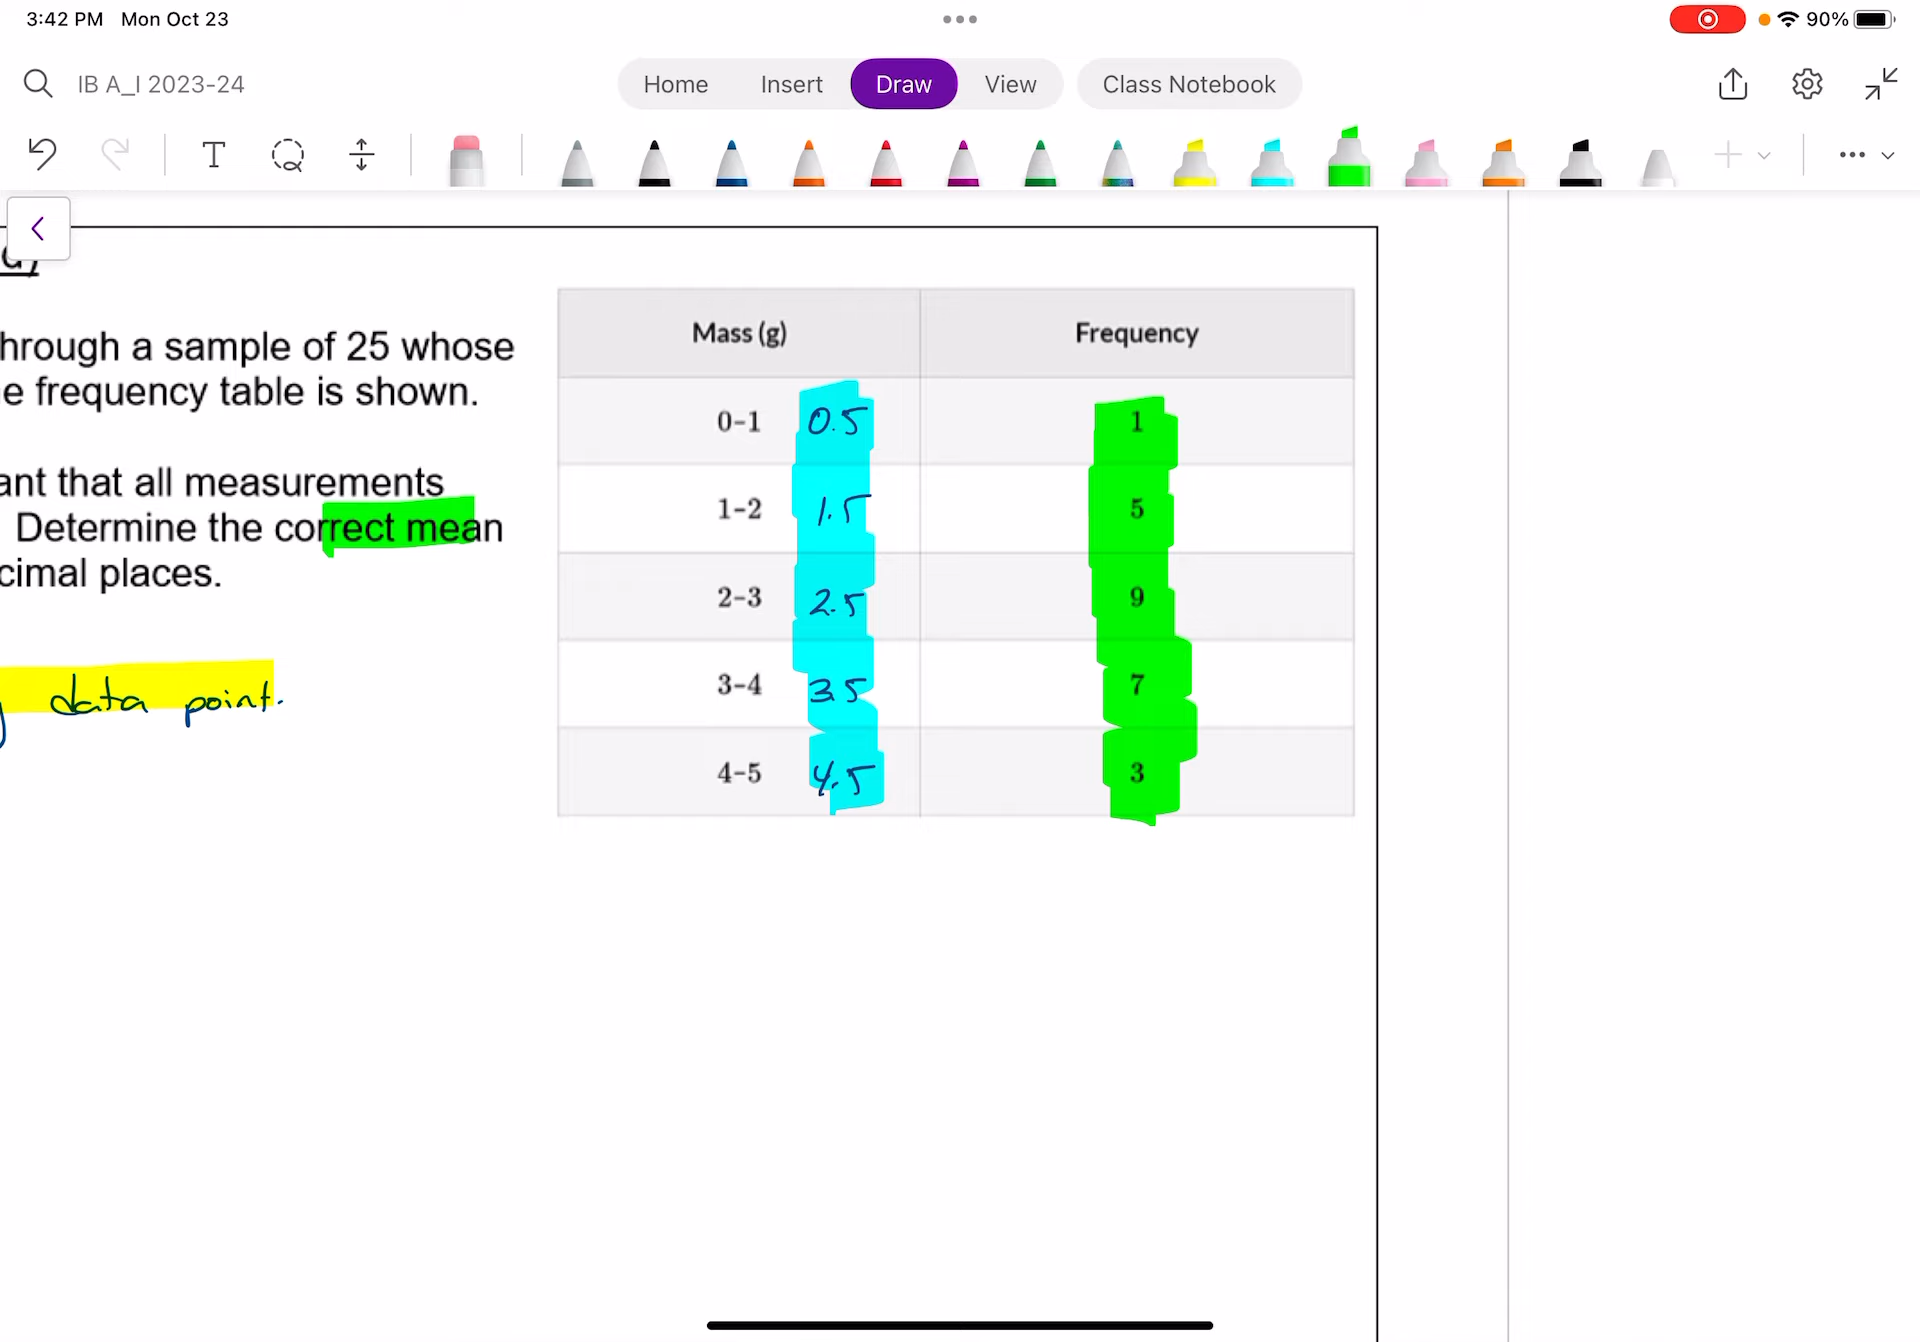 3:42 PM Mon Oct 23
90%
IB A_I 2023-24
Home Insert Draw View Class Notebook
T
hrough a sample of 25 whose
e frequency table is shown.
ant that all measurements
Determine the correct mean
cimal places.
data point.
Mass (g) Frequency
0-1 0.5 1
1-2 1.5 5
2-3 2.5 9
3-4 3.5 7
4-5 4.5 3